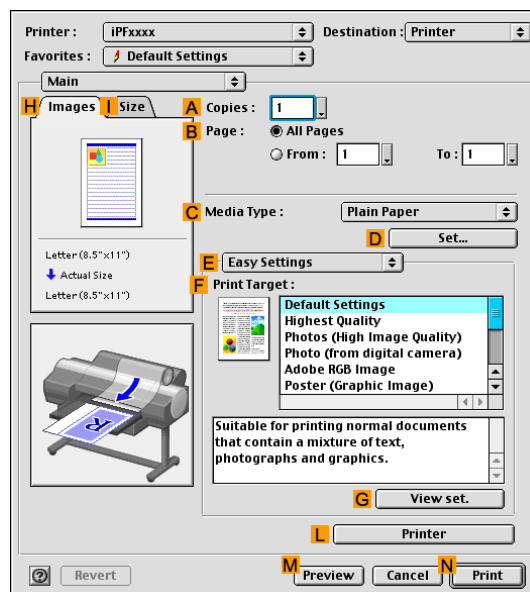 Printer : iPFxxxx Destination : Printer
Favorites : Default Settings
Main
H Images I Size
A Copies : 1
B Page : All Pages
From : 1 To : 1
C Media Type : Plain Paper
D Set...
Letter (8.5"x11")
Actual Size
Letter (8.5"x11")
E Easy Settings
F Print Target :
Default Settings
Highest Quality
Photos (High Image Quality)
Photo (from digital camera)
Adobe RGB Image
Poster (Graphic Image)
R
Suitable for printing normal documents
that contain a mixture of text,
photographs and graphics.
G View set.
L Printer
? Revert M Preview Cancel N Print